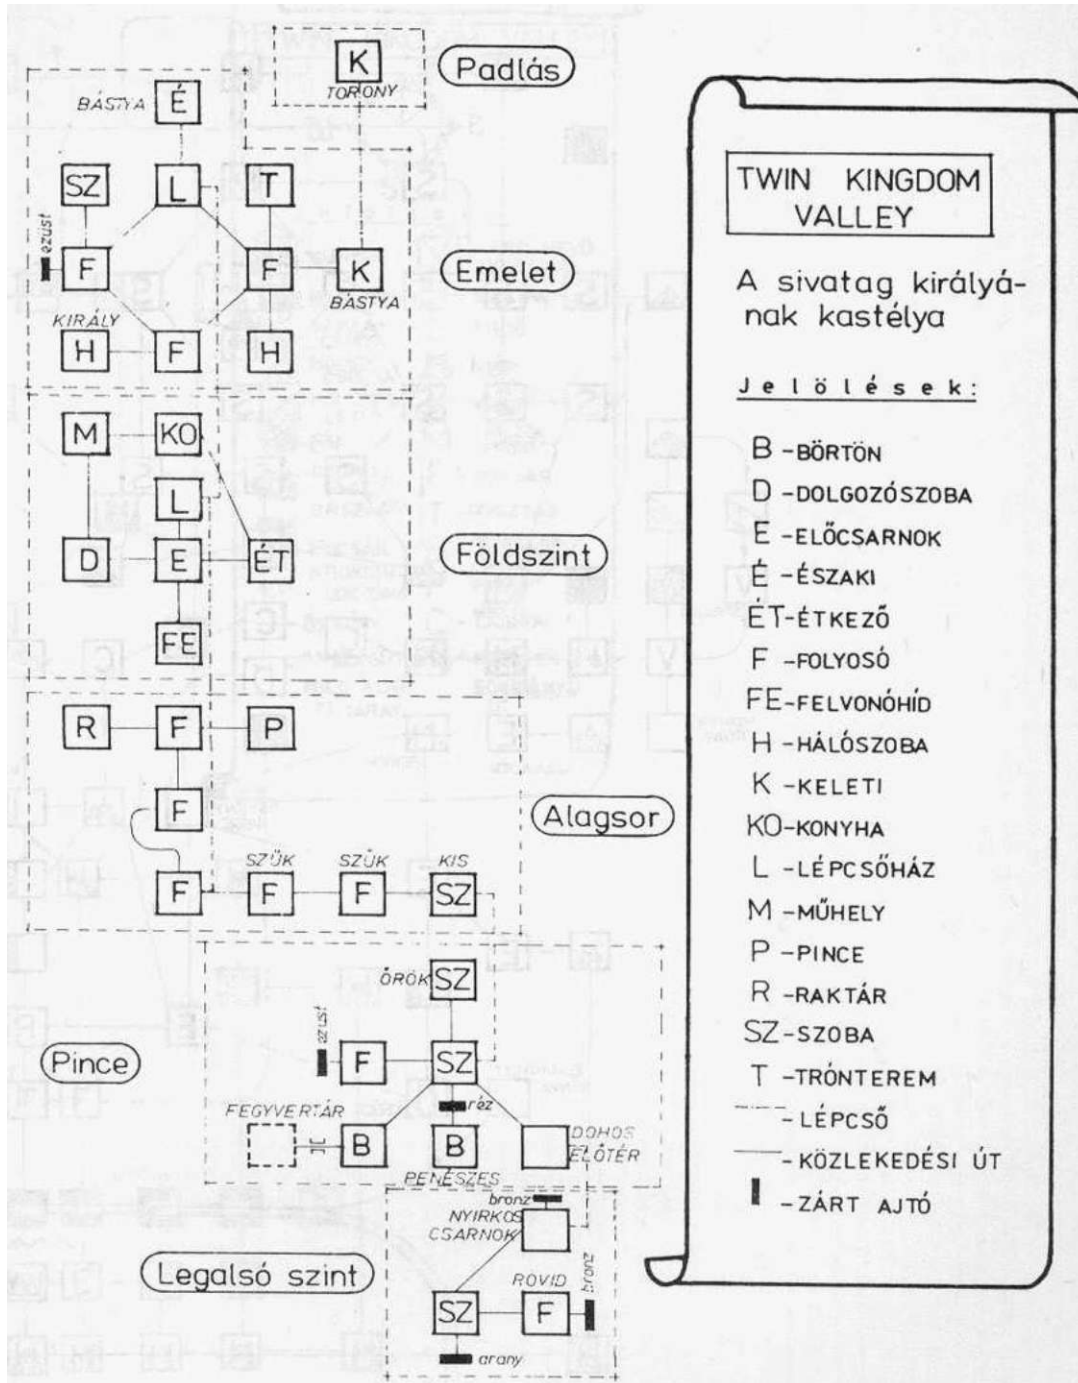 K
TORONY
Padlás
BÁSTYA
É
SZ
L
T
ezüst
F
F
K
BÁSTYA
Emelet
KIRÁLY
H
F
H
M
KO
L
D
E
ÉT
Földszint
FE
R
F
P
F
Alagsor
SZŰK
SZŰK
KIS
F
F
F
SZ
ŐRÖK
SZ
ezüst
F
SZ
Pince
réz
FEGYVERTÁR
B
B
PENÉSZES
DOHOS
ELŐTÉR
bronz
NYIRKOS
CSARNOK
Legalsó szint
RÖVID
bronz
SZ
F
arany
TWIN KINGDOM
VALLEY
A sivatag királyá-
nak kastélya
Jelölések:
B - BÖRTÖN
D - DOLGOZÓSZOBA
E - ELŐCSARNOK
É - ÉSZAKI
ÉT - ÉTKEZŐ
F - FOLYOSÓ
FE - FELVONÓHÍD
H - HÁLÓSZOBA
K - KELETI
KO - KONYHA
L - LÉPCSŐHÁZ
M - MŰHELY
P - PINCE
R - RAKTÁR
SZ - SZOBA
T - TRÓNTEREM
- LÉPCSŐ
- KÖZLEKEDÉSI ÚT
- ZÁRT AJTÓ